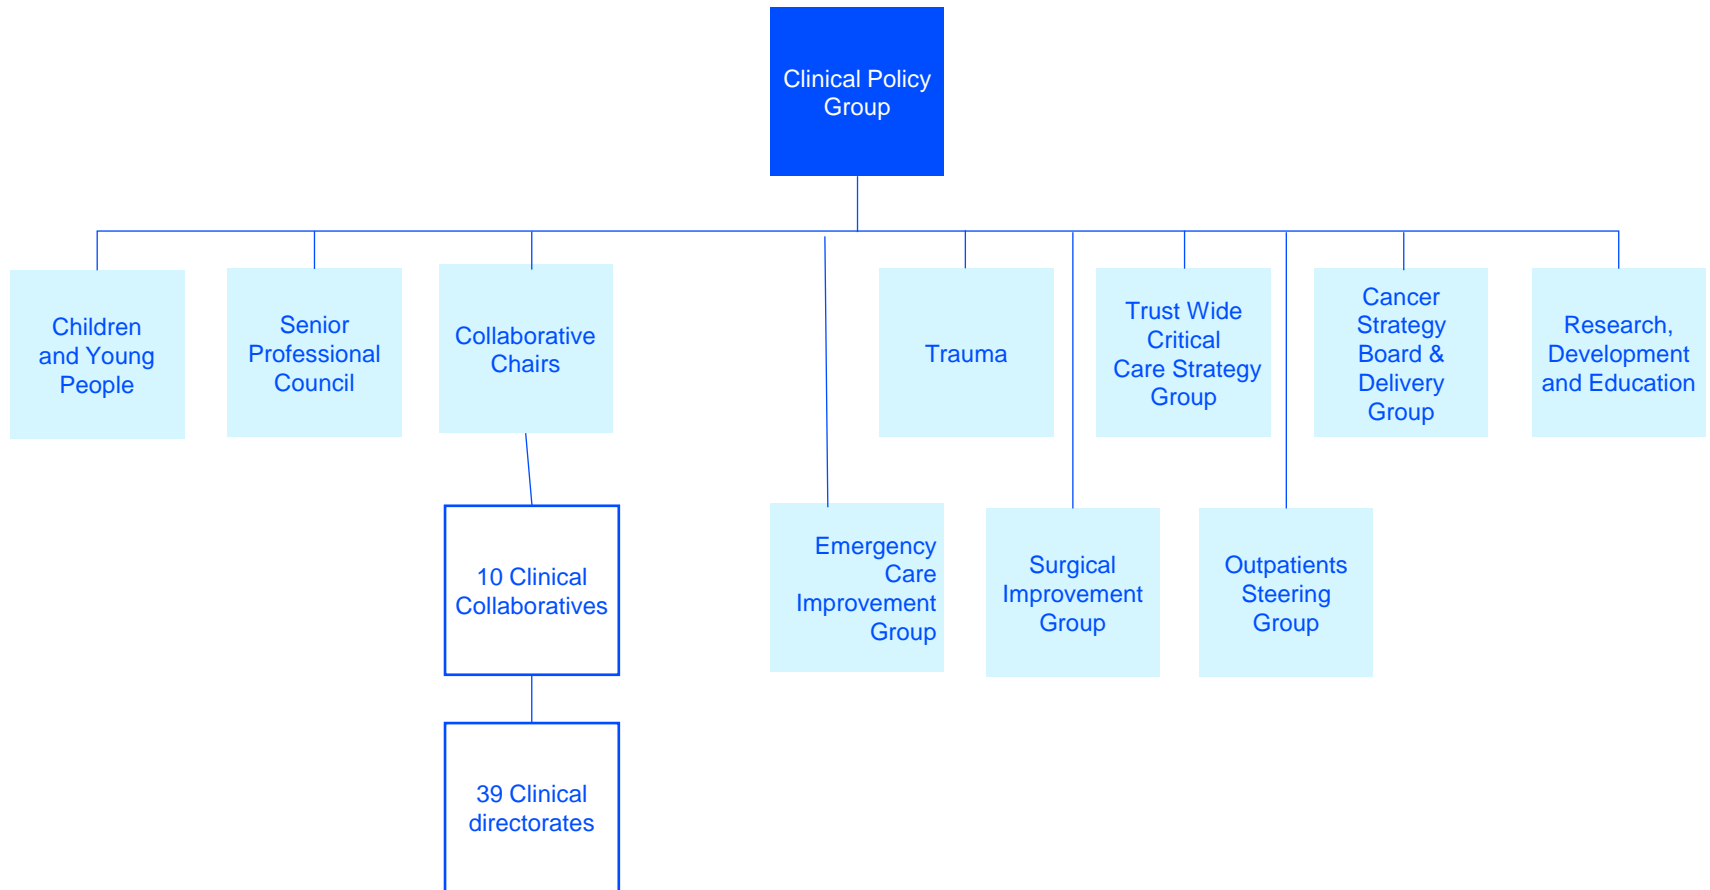 Clinical Policy
Group
Children
and Young
People
Senior
Professional
Council
Collaborative
Chairs
Trauma
Trust Wide
Critical
Care Strategy
Group
Cancer
Strategy
Board &
Delivery
Group
Research,
Development
and Education
10 Clinical
Collaboratives
Emergency
Care
Improvement
Group
Surgical
Improvement
Group
Outpatients
Steering
Group
39 Clinical
directorates